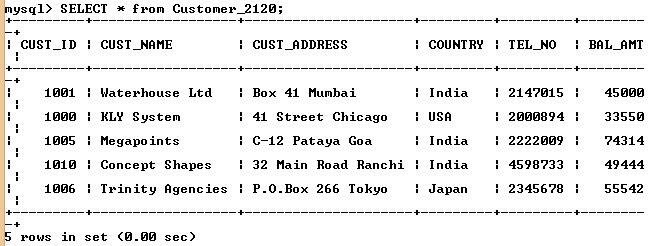 mysql> SELECT * from Customer_2120;
+---------+------------------+---------------------+---------+---------+--------
-+
| CUST_ID | CUST_NAME | CUST_ADDRESS | COUNTRY | TEL_NO | BAL_AMT
|
+---------+------------------+---------------------+---------+---------+--------
-+
| 1001 | Waterhouse Ltd | Box 41 Mumbai | India | 2147015 | 45000
|
| 1000 | KLY System | 41 Street Chicago | USA | 2000894 | 33550
|
| 1005 | Megapoints | C-12 Pataya Goa | India | 2222009 | 74314
|
| 1010 | Concept Shapes | 32 Main Road Ranchi | India | 4598733 | 49444
|
| 1006 | Trinity Agencies | P.O.Box 266 Tokyo | Japan | 2345678 | 55542
|
+---------+------------------+---------------------+---------+---------+--------
-+
5 rows in set (0.00 sec)